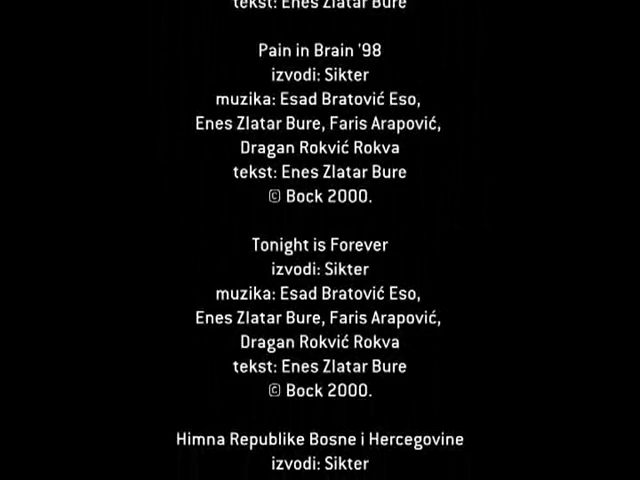 tekst: Enes Zlatar Bure
Pain in Brain '98
izvodi: Sikter
muzika: Esad Bratović Eso,
Enes Zlatar Bure, Faris Arapović,
Dragan Rokvić Rokva
tekst: Enes Zlatar Bure
© Bock 2000.
Tonight is Forever
izvodi: Sikter
muzika: Esad Bratović Eso,
Enes Zlatar Bure, Faris Arapović,
Dragan Rokvić Rokva
tekst: Enes Zlatar Bure
© Bock 2000.
Himna Republike Bosne i Hercegovine
izvodi: Sikter